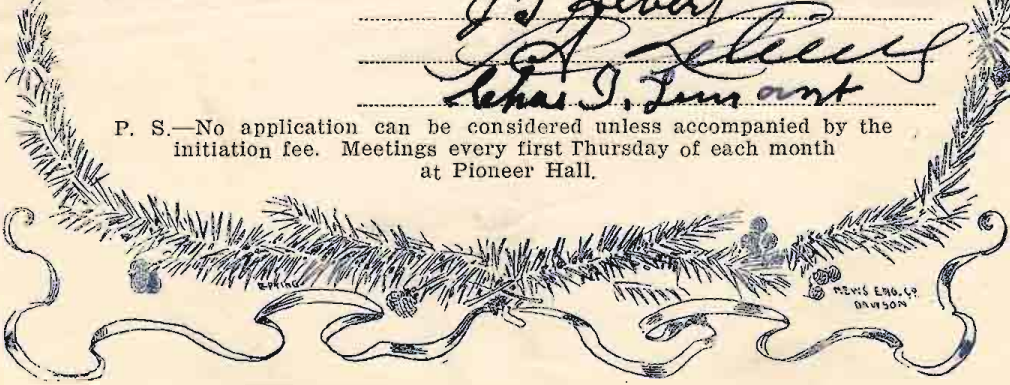 Chas
P. S.—No application can be considered unless accompanied by the
initiation fee. Meetings every first Thursday of each month
at Pioneer Hall.
NEWS ENG. Co
DAWSON